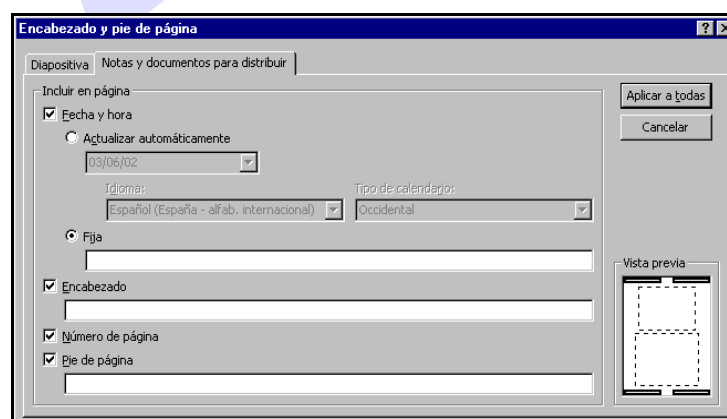 Encabezado y pie de página
Diapositiva Notas y documentos para distribuir
Incluir en página
Fecha y hora
Actualizar automáticamente
03/06/02
Idioma: Tipo de calendario:
Español (España - alfab. internacional) Occidental
Fija
Encabezado
Número de página
Pie de página
Aplicar a todas
Cancelar
Vista previa